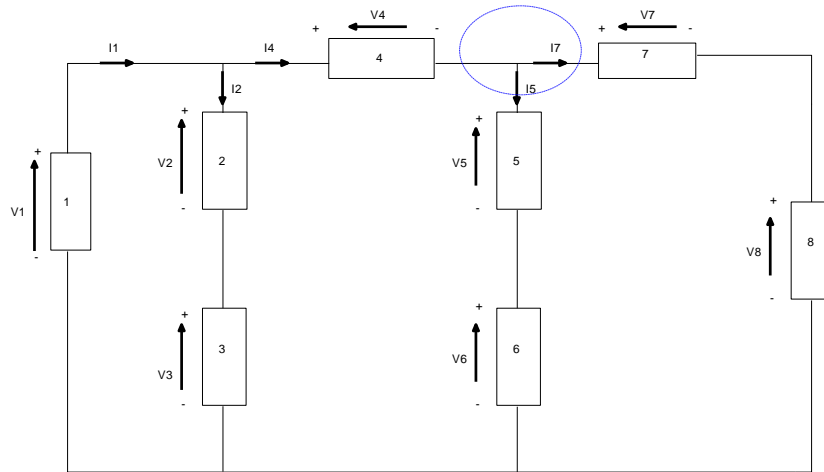 V4
V7
+ -
+ -
I1
I4
4
I7
7
I2
I5
+
+
V2
2
V5
5
-
-
+
V1
1
-
+
V8
8
-
+
+
V3
3
V6
6
-
-